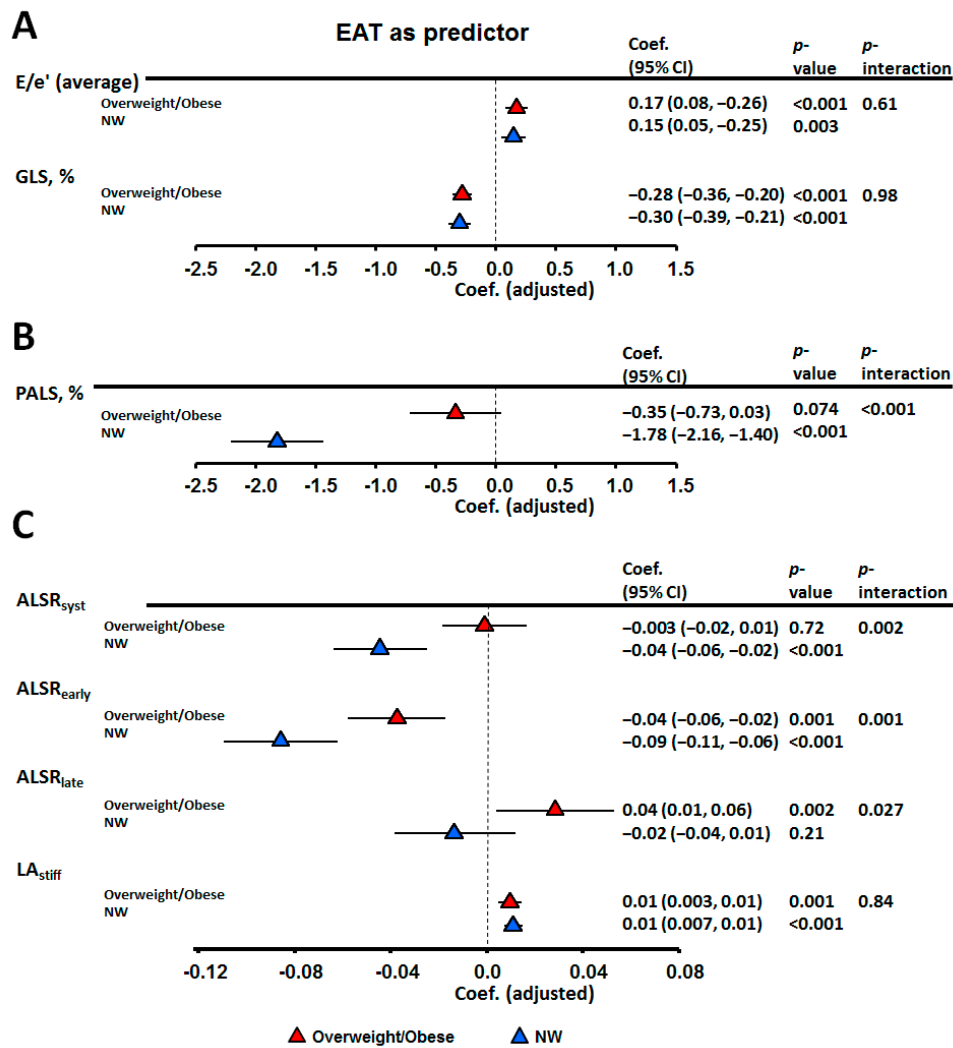 A
EAT as predictor
Coef. (95% CI) p-value p-interaction
E/e' (average)
Overweight/Obese 0.17 (0.08, −0.26) <0.001 0.61
NW 0.15 (0.05, −0.25) 0.003
GLS, %
Overweight/Obese −0.28 (−0.36, −0.20) <0.001 0.98
NW −0.30 (−0.39, −0.21) <0.001
-2.5 -2.0 -1.5 -1.0 -0.5 0.0 0.5 1.0 1.5
Coef. (adjusted)
B
Coef. (95% CI) p-value p-interaction
PALS, %
Overweight/Obese −0.35 (−0.73, 0.03) 0.074 <0.001
NW −1.78 (−2.16, −1.40) <0.001
-2.5 -2.0 -1.5 -1.0 -0.5 0.0 0.5 1.0 1.5
Coef. (adjusted)
C
Coef. (95% CI) p-value p-interaction
ALSRsyst
Overweight/Obese −0.003 (−0.02, 0.01) 0.72 0.002
NW −0.04 (−0.06, −0.02) <0.001
ALSRearly
Overweight/Obese −0.04 (−0.06, −0.02) 0.001 0.001
NW −0.09 (−0.11, −0.06) <0.001
ALSRlate
Overweight/Obese 0.04 (0.01, 0.06) 0.002 0.027
NW −0.02 (−0.04, 0.01) 0.21
LAstiff
Overweight/Obese 0.01 (0.003, 0.01) 0.001 0.84
NW 0.01 (0.007, 0.01) <0.001
-0.12 -0.08 -0.04 0.0 0.04 0.08
Coef. (adjusted)
Overweight/Obese NW